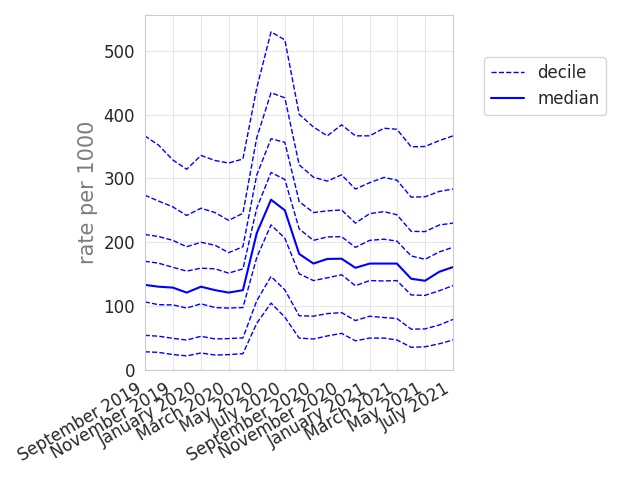 500
400
300
200
100
0
rate per 1000
September 2019
November 2019
January 2020
March 2020
May 2020
July 2020
September 2020
November 2020
January 2021
March 2021
May 2021
July 2021
decile
median